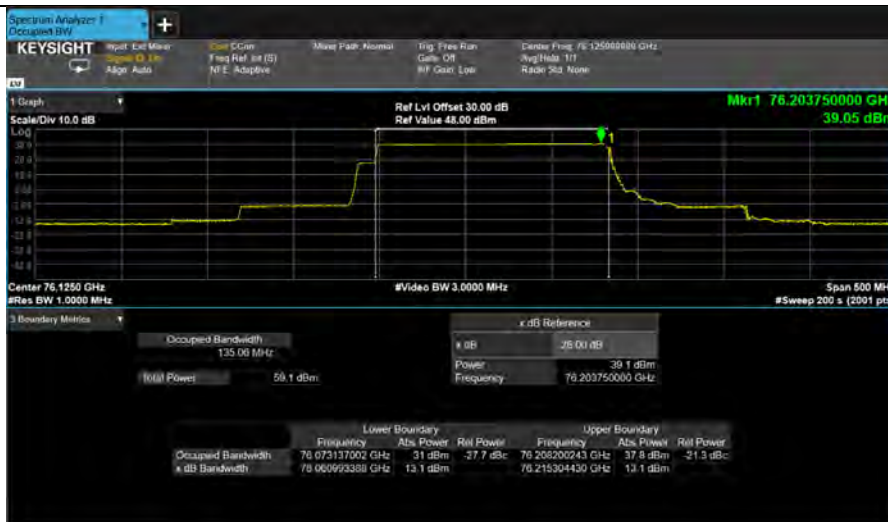 Spectrum Analyzer 1
Occupied BW
+
KEYSIGHT Input: Ext Mixer CCorr Mixer Path: Normal Trig: Free Run Center Freq: 76.125000000 GHz
Freq Ref: Int (S) Gate: Off Avg|Hold: 1/1
Align: Auto NFE: Adaptive #IF Gain: Low Radio Std: None
1 Graph
Scale/Div 10.0 dB
Ref Lvl Offset 30.00 dB
Ref Value 48.00 dBm
Mkr1 76.203750000 GH
39.05 dBm
Log
1
Center 76.1250 GHz
#Res BW 1.0000 MHz
#Video BW 3.0000 MHz
Span 500 MH
#Sweep 200 s (2001 pts
3 Boundary Metrics
Occupied Bandwidth
135.06 MHz
Total Power 59.1 dBm
x dB Reference
x dB 28.00 dB
Power 39.1 dBm
Frequency 76.203750000 GHz
Lower Boundary Upper Boundary
Frequency Abs Power Rel Power Frequency Abs Power Rel Power
Occupied Bandwidth 76.073137002 GHz 31 dBm -27.7 dBc 76.208200243 GHz 37.8 dBm -21.3 dBc
x dB Bandwidth 76.060993388 GHz 13.1 dBm 76.215304430 GHz 13.1 dBm